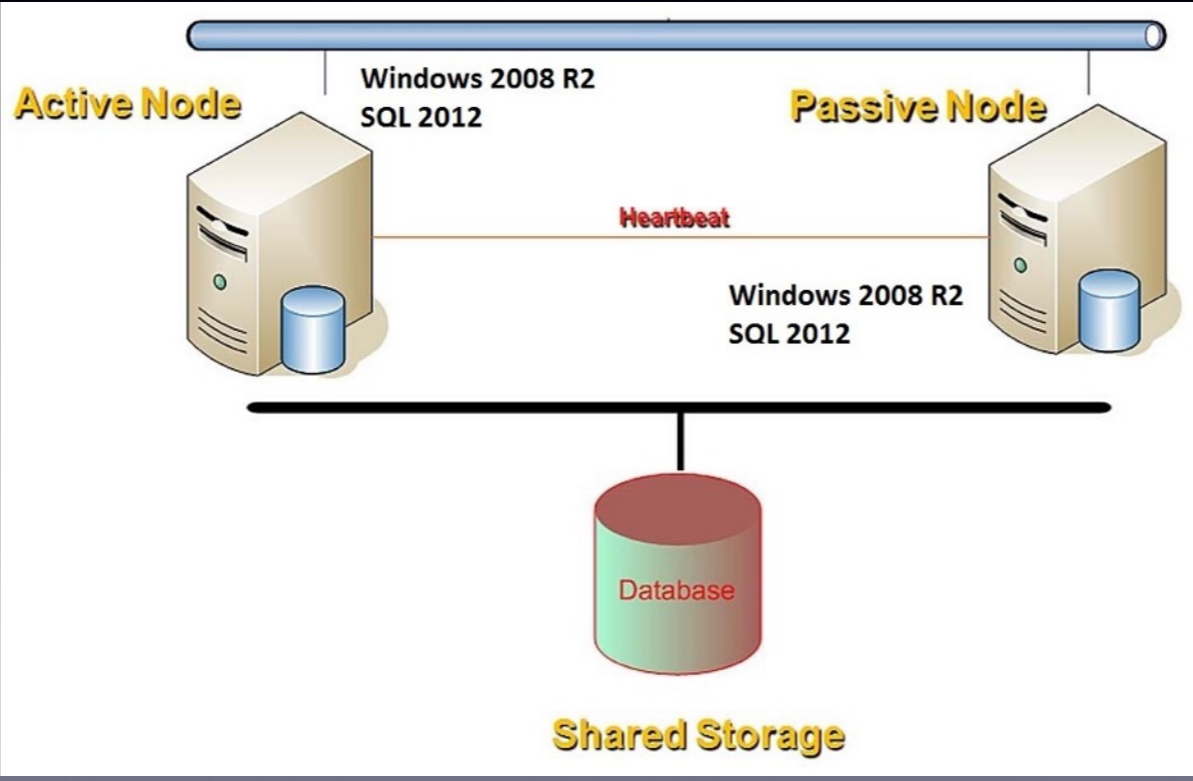 Active Node
Windows 2008 R2
SQL 2012
Passive Node
Heartbeat
Windows 2008 R2
SQL 2012
Database
Shared Storage